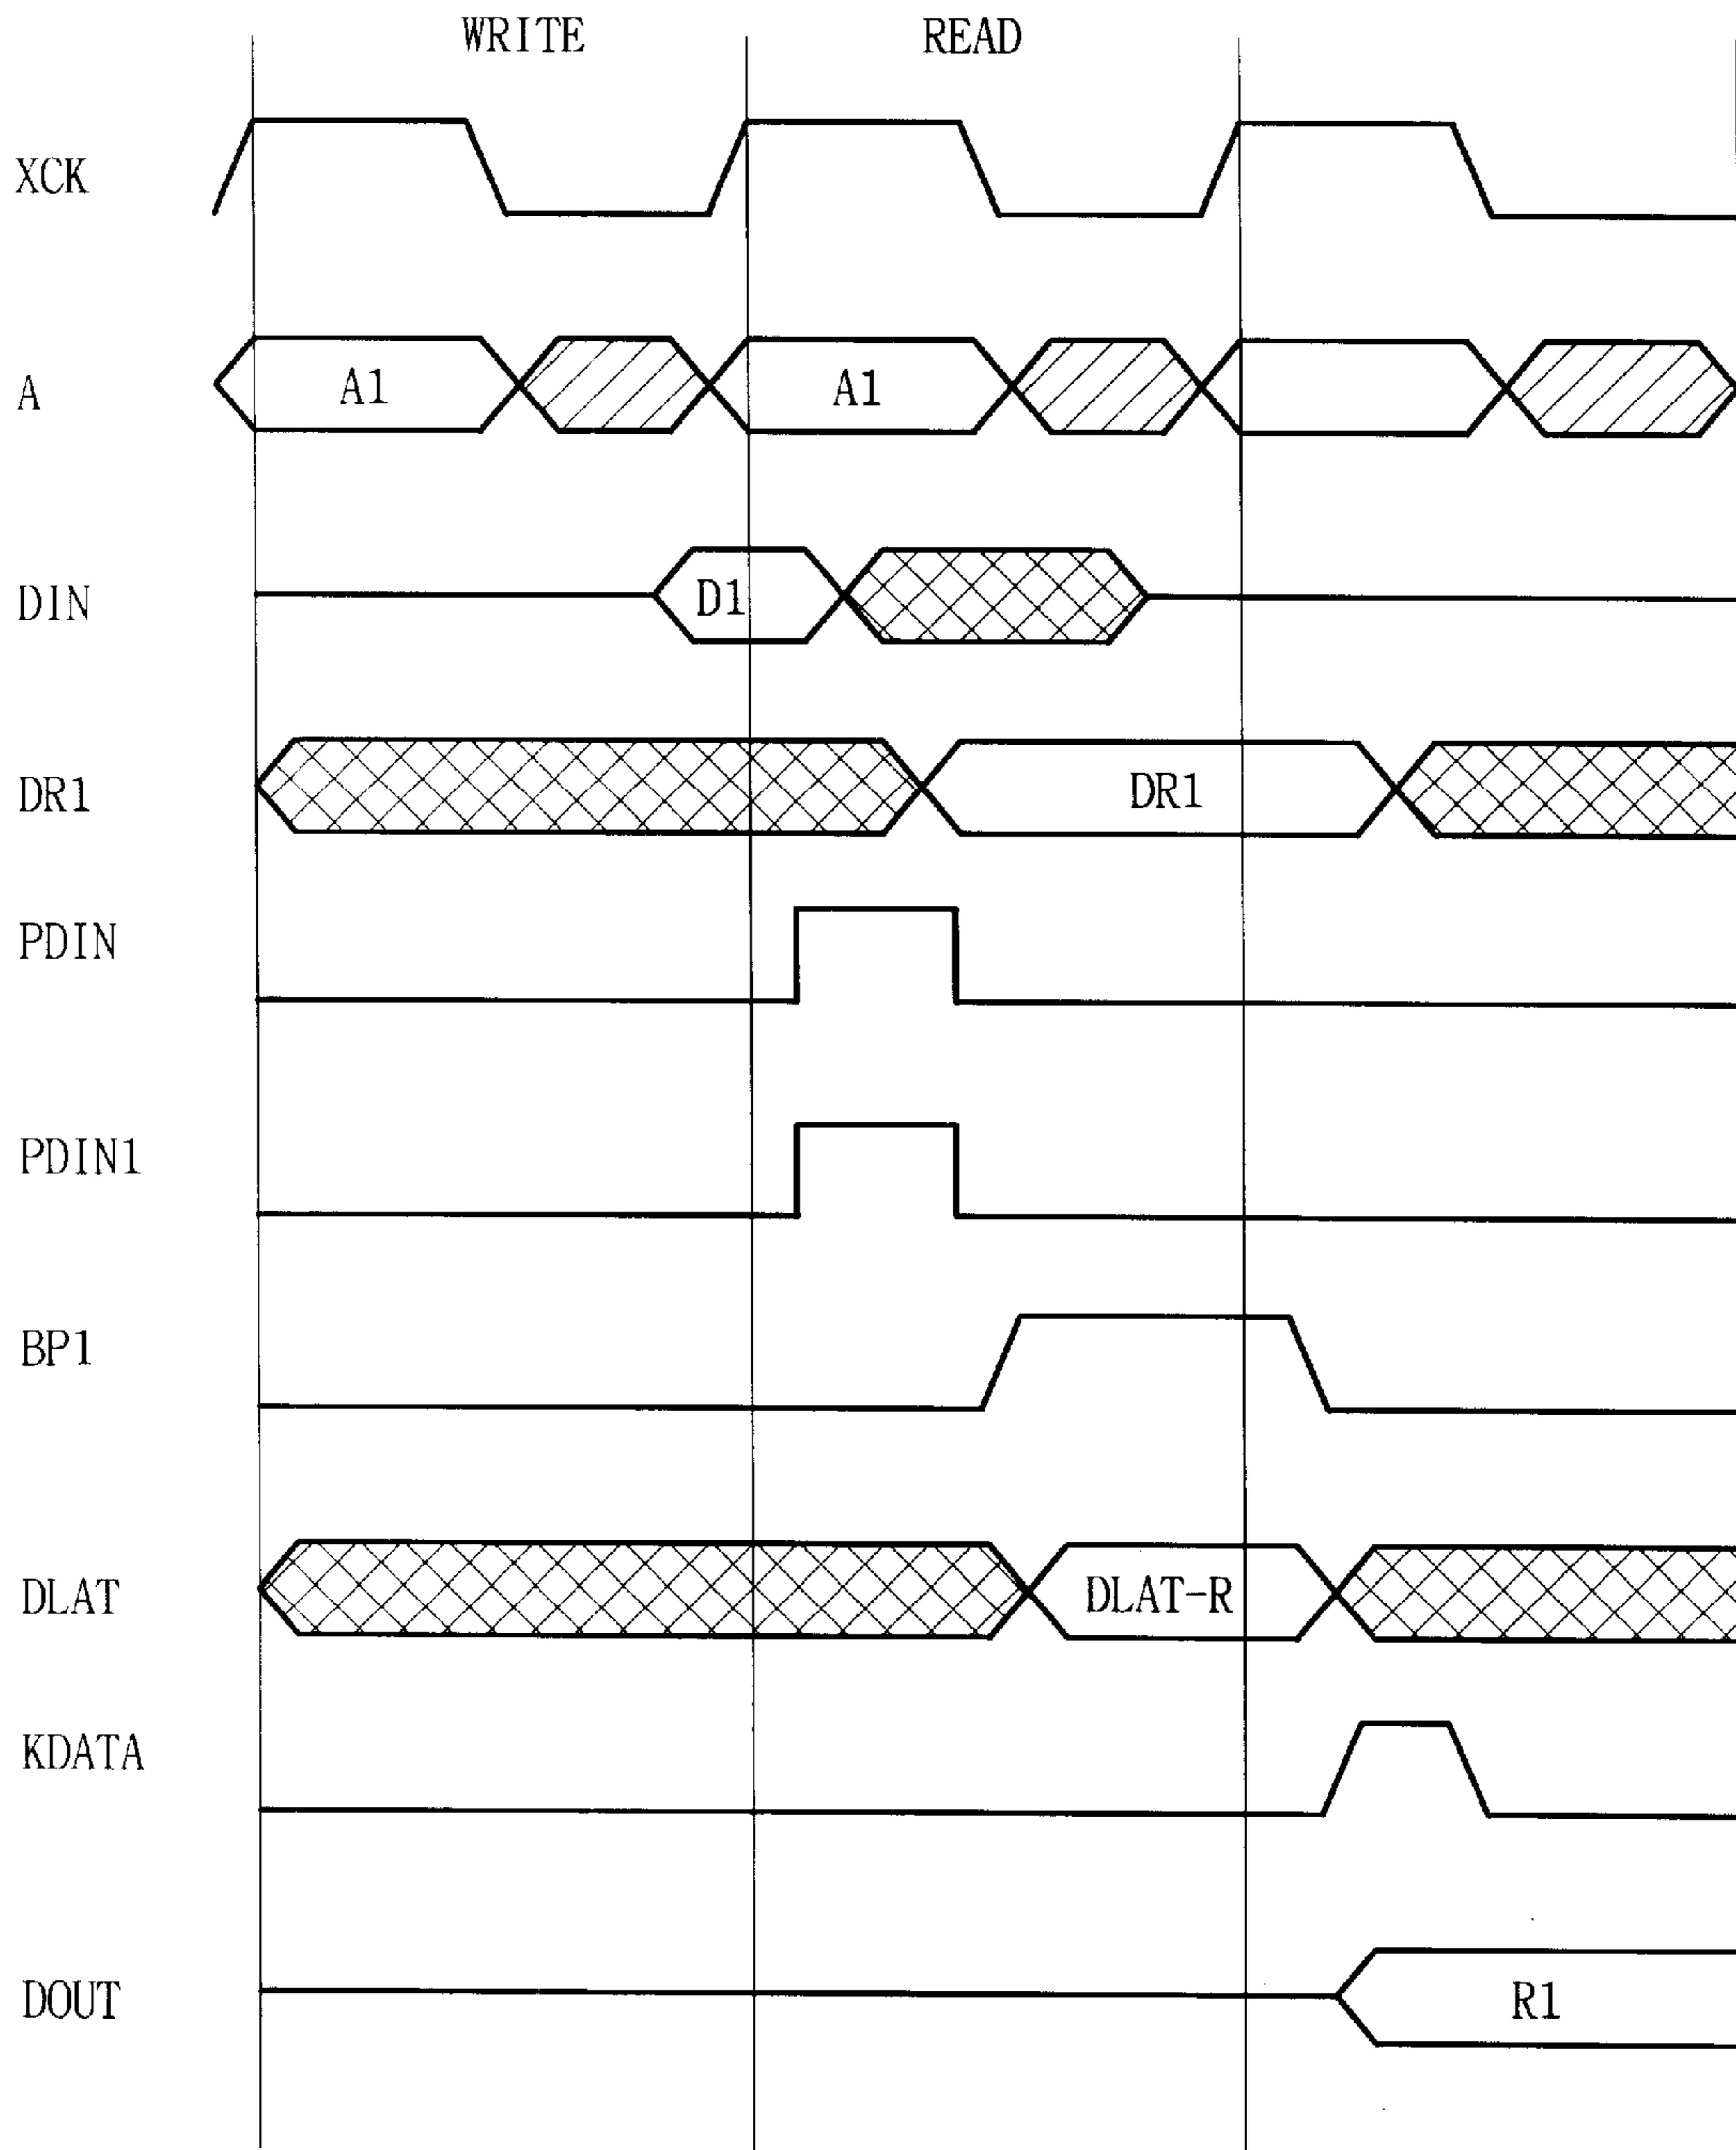 WRITE READ
XCK
A A1 A1
DIN D1
DR1 DR1
PDIN
PDIN1
BP1
DLAT DLAT-R
KDATA
DOUT R1